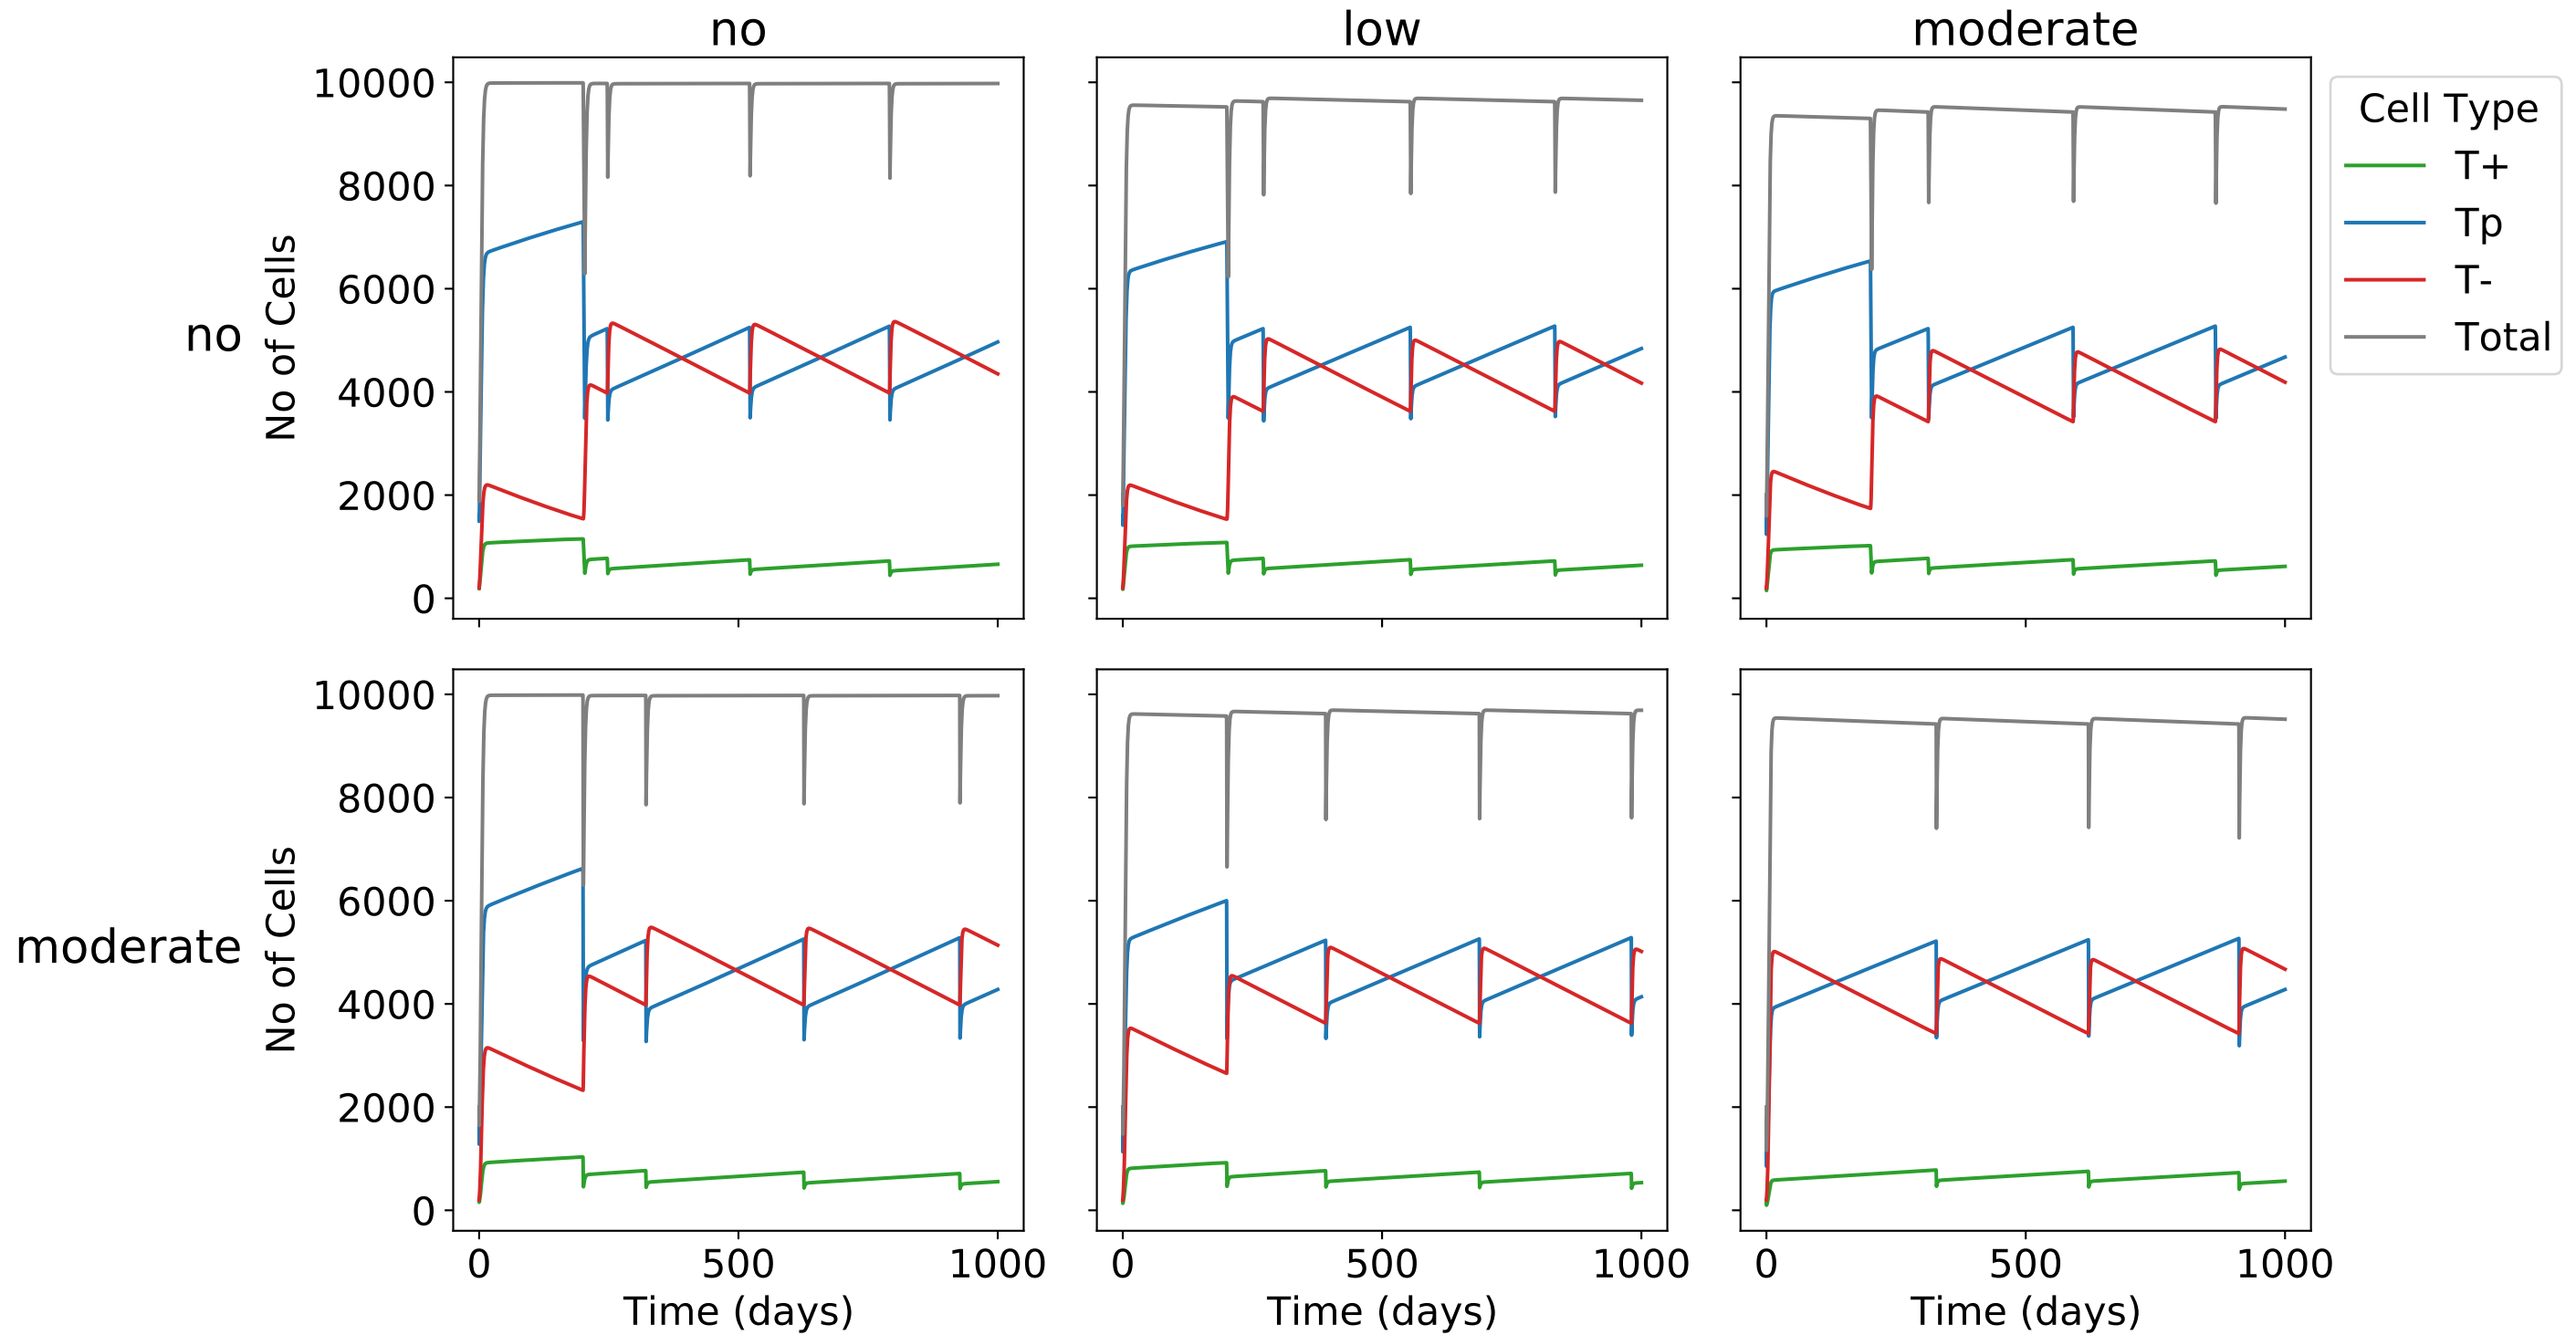 no low moderate
10000
8000
6000
4000
2000
0
No of Cells
no
Cell Type
T+
Tp
T-
Total
10000
8000
6000
4000
2000
0
No of Cells
moderate
0 500 1000 0 500 1000 0 500 1000
Time (days) Time (days) Time (days)